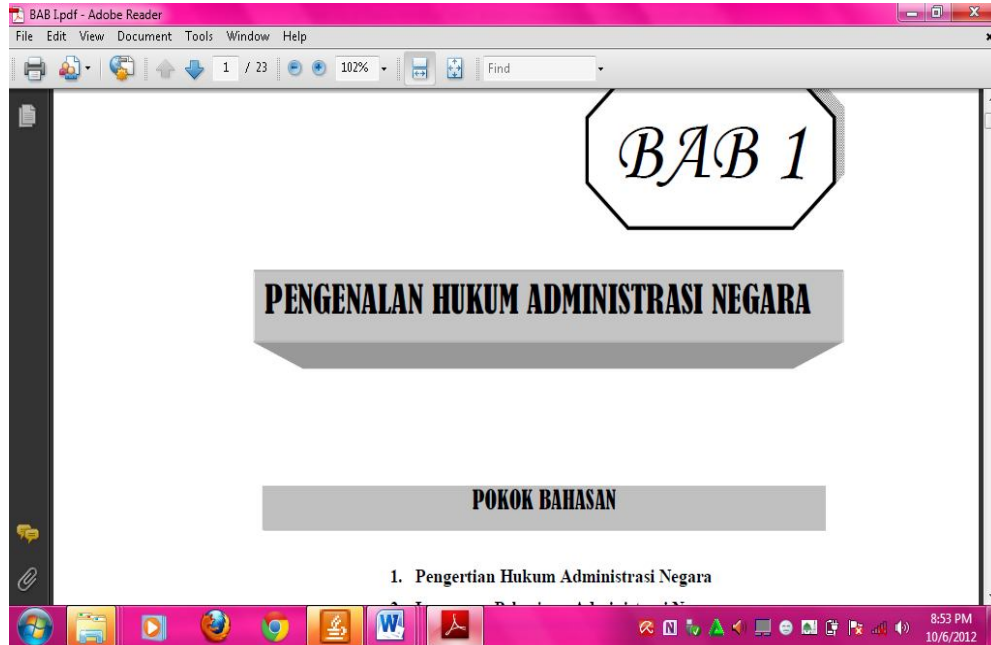 BAB I.pdf - Adobe Reader
File Edit View Document Tools Window Help
1 / 23 102% Find
BAB 1
PENGENALAN HUKUM ADMINISTRASI NEGARA
POKOK BAHASAN
1. Pengertian Hukum Administrasi Negara
8:53 PM
10/6/2012